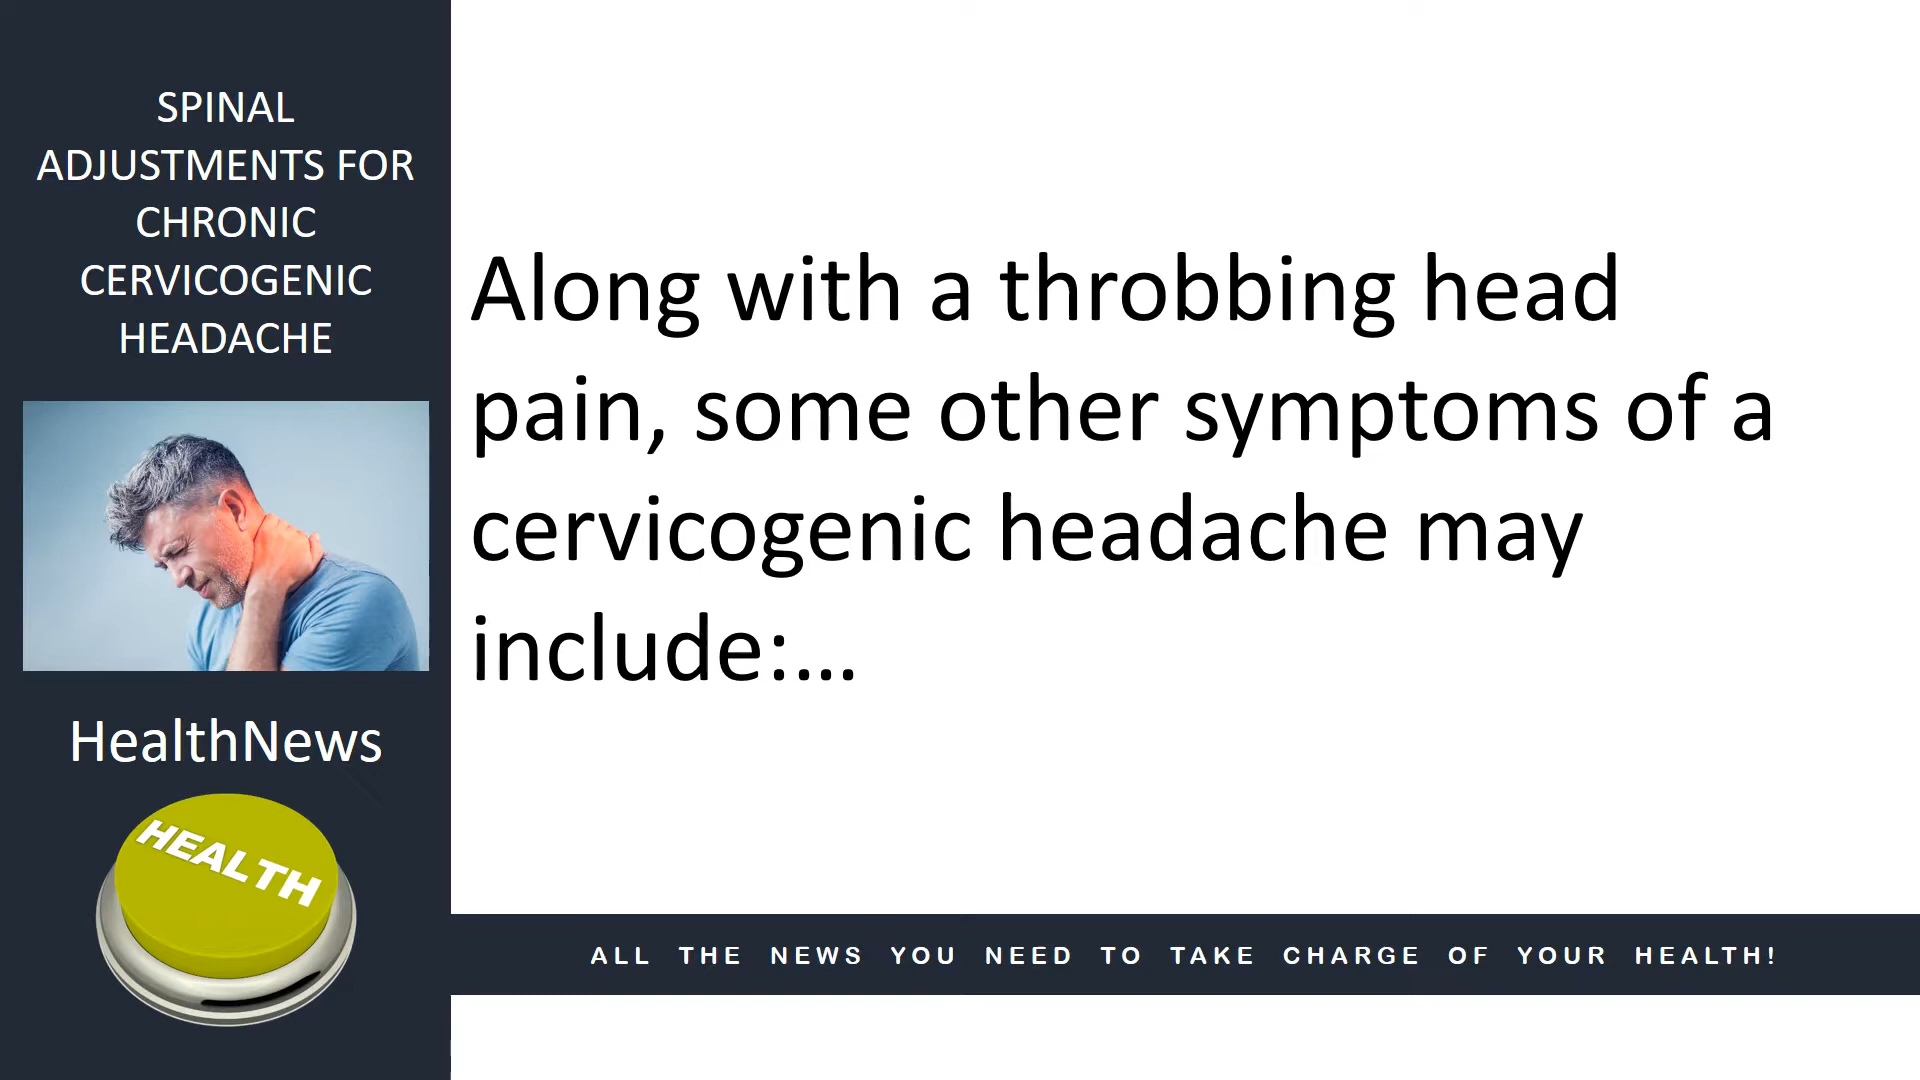 SPINAL
ADJUSTMENTS FOR
CHRONIC
CERVICOGENIC
HEADACHE
HealthNews
HEALTH
Along with a throbbing head
pain, some other symptoms of a
cervicogenic headache may
include:...
ALL THE NEWS YOU NEED TO TAKE CHARGE OF YOUR HEALTH!